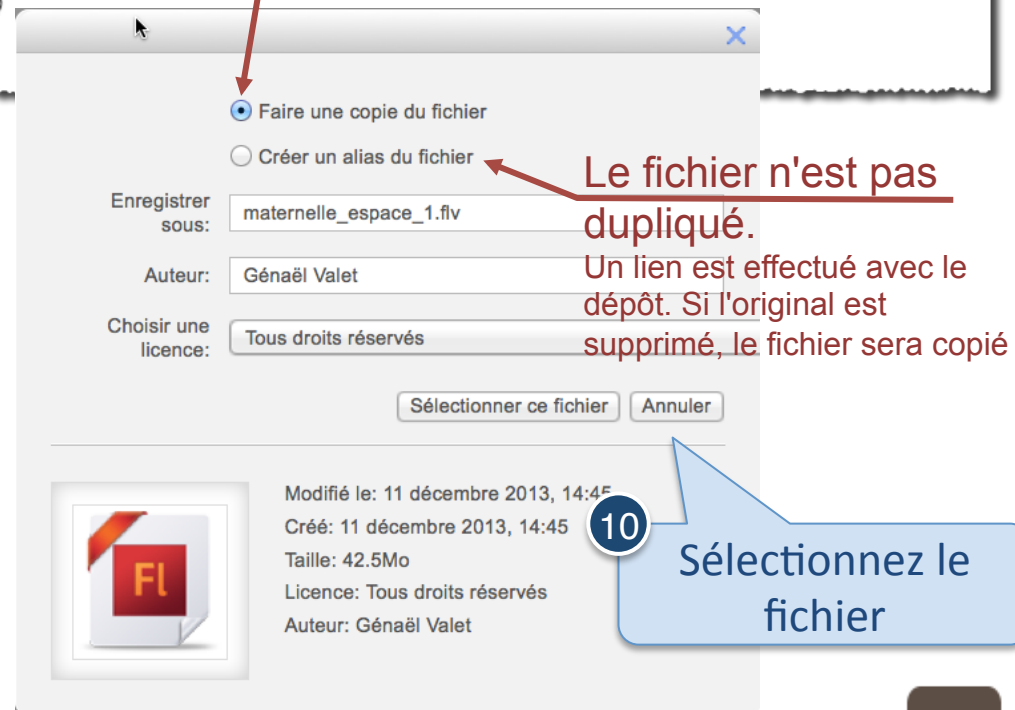 Faire une copie du fichier
Créer un alias du fichier
Le fichier n'est pas
dupliqué.
Un lien est effectué avec le
dépôt. Si l'original est
supprimé, le fichier sera copié
Enregistrer
sous:
maternelle_espace_1.flv
Auteur:
Génaël Valet
Choisir une
licence:
Tous droits réservés
Sélectionner ce fichier
Annuler
Modifié le: 11 décembre 2013, 14:45
Créé: 11 décembre 2013, 14:45
Taille: 42.5Mo
Licence: Tous droits réservés
Auteur: Génaël Valet
Fl
10
Sélectionnez le
fichier